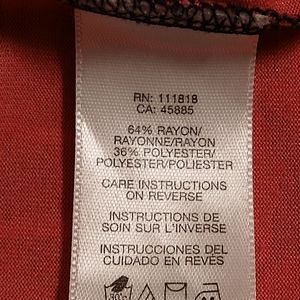 RN: 111818
CA: 45885
64% RAYON/
RAYONNE/RAYON
36% POLYESTER/
POLYESTER/POLIESTER
CARE INSTRUCTIONS
ON REVERSE
INSTRUCTIONS DE
SOIN SUR L'INVERSE
INSTRUCCIONES DEL
CUIDADO EN REVÉS